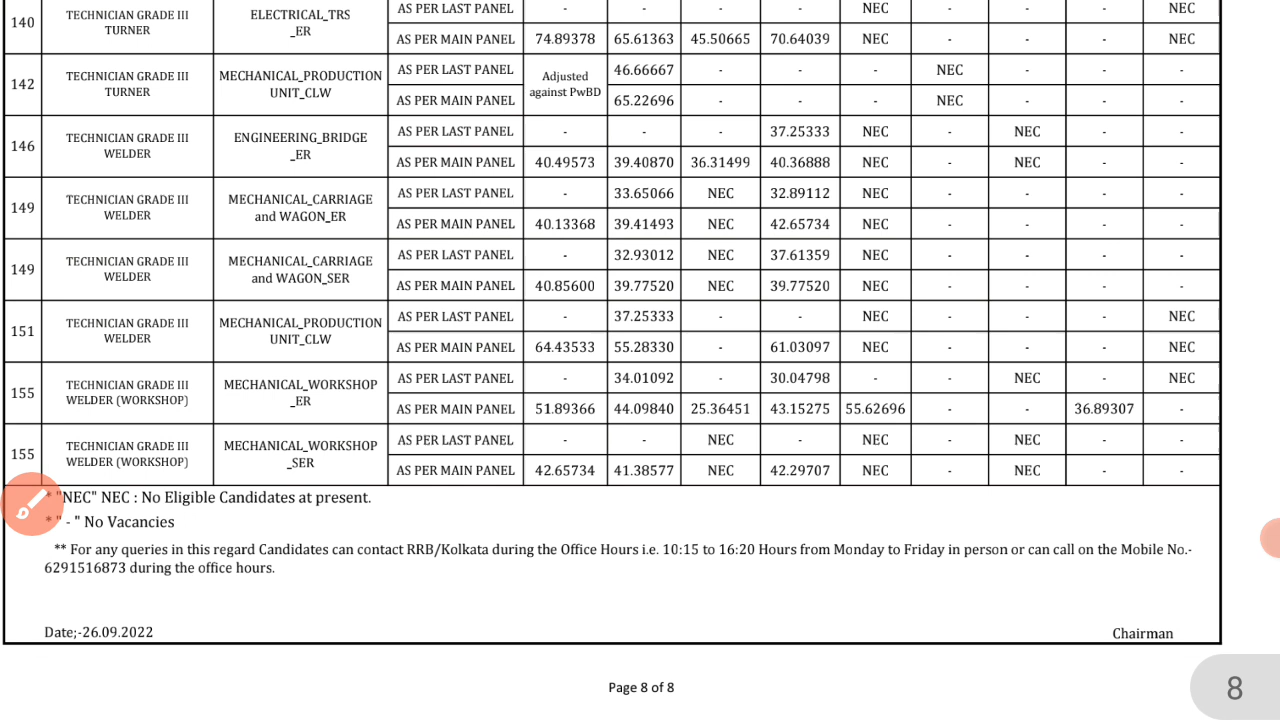 140 TECHNICIAN GRADE III TURNER ELECTRICAL_TRS _ER AS PER LAST PANEL - - - - NEC - - - NEC
AS PER MAIN PANEL 74.89378 65.61363 45.50665 70.64039 NEC - - - NEC
142 TECHNICIAN GRADE III TURNER MECHANICAL_PRODUCTION UNIT_CLW AS PER LAST PANEL Adjusted against PwBD 46.66667 - - - NEC - - -
AS PER MAIN PANEL 65.22696 - - - NEC - - -
146 TECHNICIAN GRADE III WELDER ENGINEERING_BRIDGE _ER AS PER LAST PANEL - - - 37.25333 NEC - NEC - -
AS PER MAIN PANEL 40.49573 39.40870 36.31499 40.36888 NEC - NEC - -
149 TECHNICIAN GRADE III WELDER MECHANICAL_CARRIAGE and WAGON_ER AS PER LAST PANEL - 33.65066 NEC 32.89112 NEC - - - -
AS PER MAIN PANEL 40.13368 39.41493 NEC 42.65734 NEC - - - -
149 TECHNICIAN GRADE III WELDER MECHANICAL_CARRIAGE and WAGON_SER AS PER LAST PANEL - 32.93012 NEC 37.61359 NEC - - - -
AS PER MAIN PANEL 40.85600 39.77520 NEC 39.77520 NEC - - - -
151 TECHNICIAN GRADE III WELDER MECHANICAL_PRODUCTION UNIT_CLW AS PER LAST PANEL - 37.25333 - - NEC - - - NEC
AS PER MAIN PANEL 64.43533 55.28330 - 61.03097 NEC - - - NEC
155 TECHNICIAN GRADE III WELDER (WORKSHOP) MECHANICAL_WORKSHOP _ER AS PER LAST PANEL - 34.01092 - 30.04798 - - NEC - NEC
AS PER MAIN PANEL 51.89366 44.09840 25.36451 43.15275 55.62696 - - 36.89307 -
155 TECHNICIAN GRADE III WELDER (WORKSHOP) MECHANICAL_WORKSHOP _SER AS PER LAST PANEL - - NEC - NEC - NEC - -
AS PER MAIN PANEL 42.65734 41.38577 NEC 42.29707 NEC - NEC - -
* "NEC" NEC : No Eligible Candidates at present.
* " - " No Vacancies
** For any queries in this regard Candidates can contact RRB/Kolkata during the Office Hours i.e. 10:15 to 16:20 Hours from Monday to Friday in person or can call on the Mobile No.-
6291516873 during the office hours.
Date;-26.09.2022 Chairman
Page 8 of 8
8